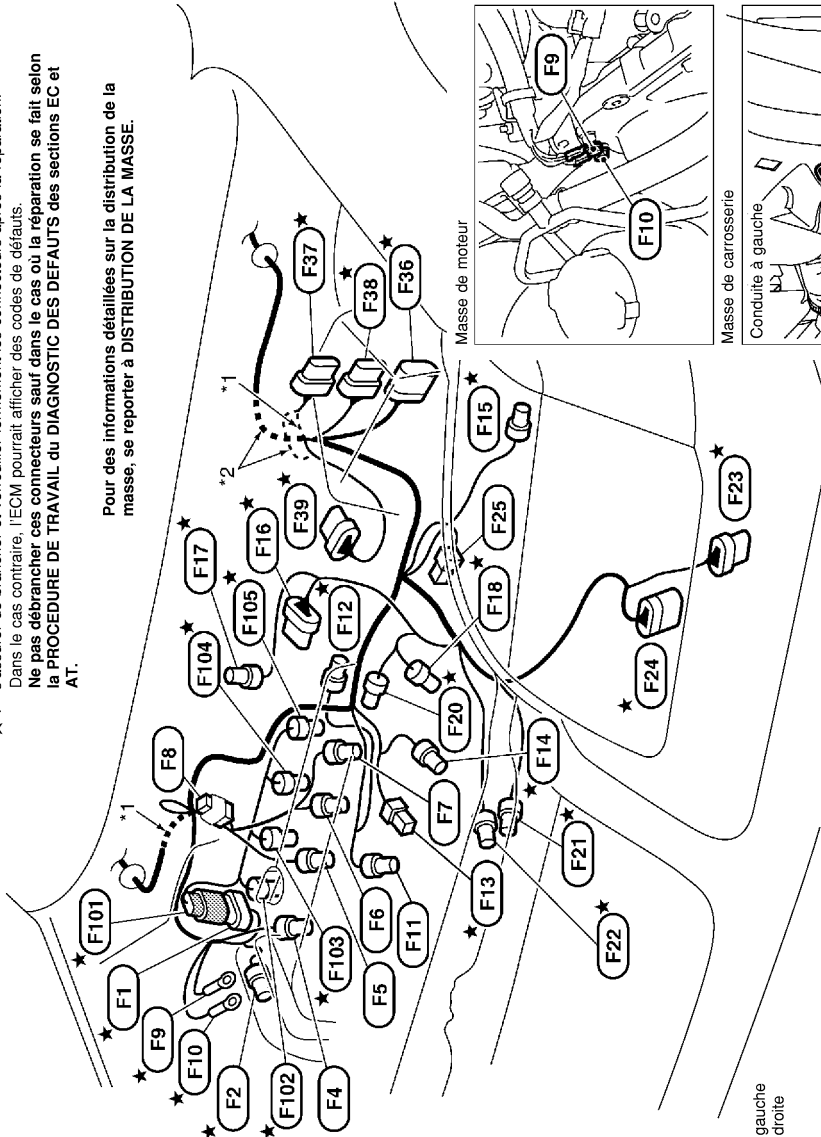 Dans le cas contraire, l'ECM pourrait afficher des codes de défauts.
Ne pas débrancher ces connecteurs sauf dans le cas où la réparation se fait selon
la PROCEDURE DE TRAVAIL du DIAGNOSTIC DES DEFAUTS des sections EC et
AT.
Pour des informations détaillées sur la distribution de la
masse, se reporter à DISTRIBUTION DE LA MASSE.
★ F37
★ F38
★ F36
*1
*2
★ F39
★ F16
★ F17
★ F105
★ F104
★ F12
F8
*1
★ F101
★ F1
★ F9
★ F10
★ F2
★ F102
F4
★ F103
F5
F6
F11
★ F13
F7
F14
★ F20
★ F18
F25
★ F15
★ F21
★ F22
★ F24
★ F23
Masse de moteur
F9
F10
Masse de carrosserie
Conduite à gauche
gauche
droite